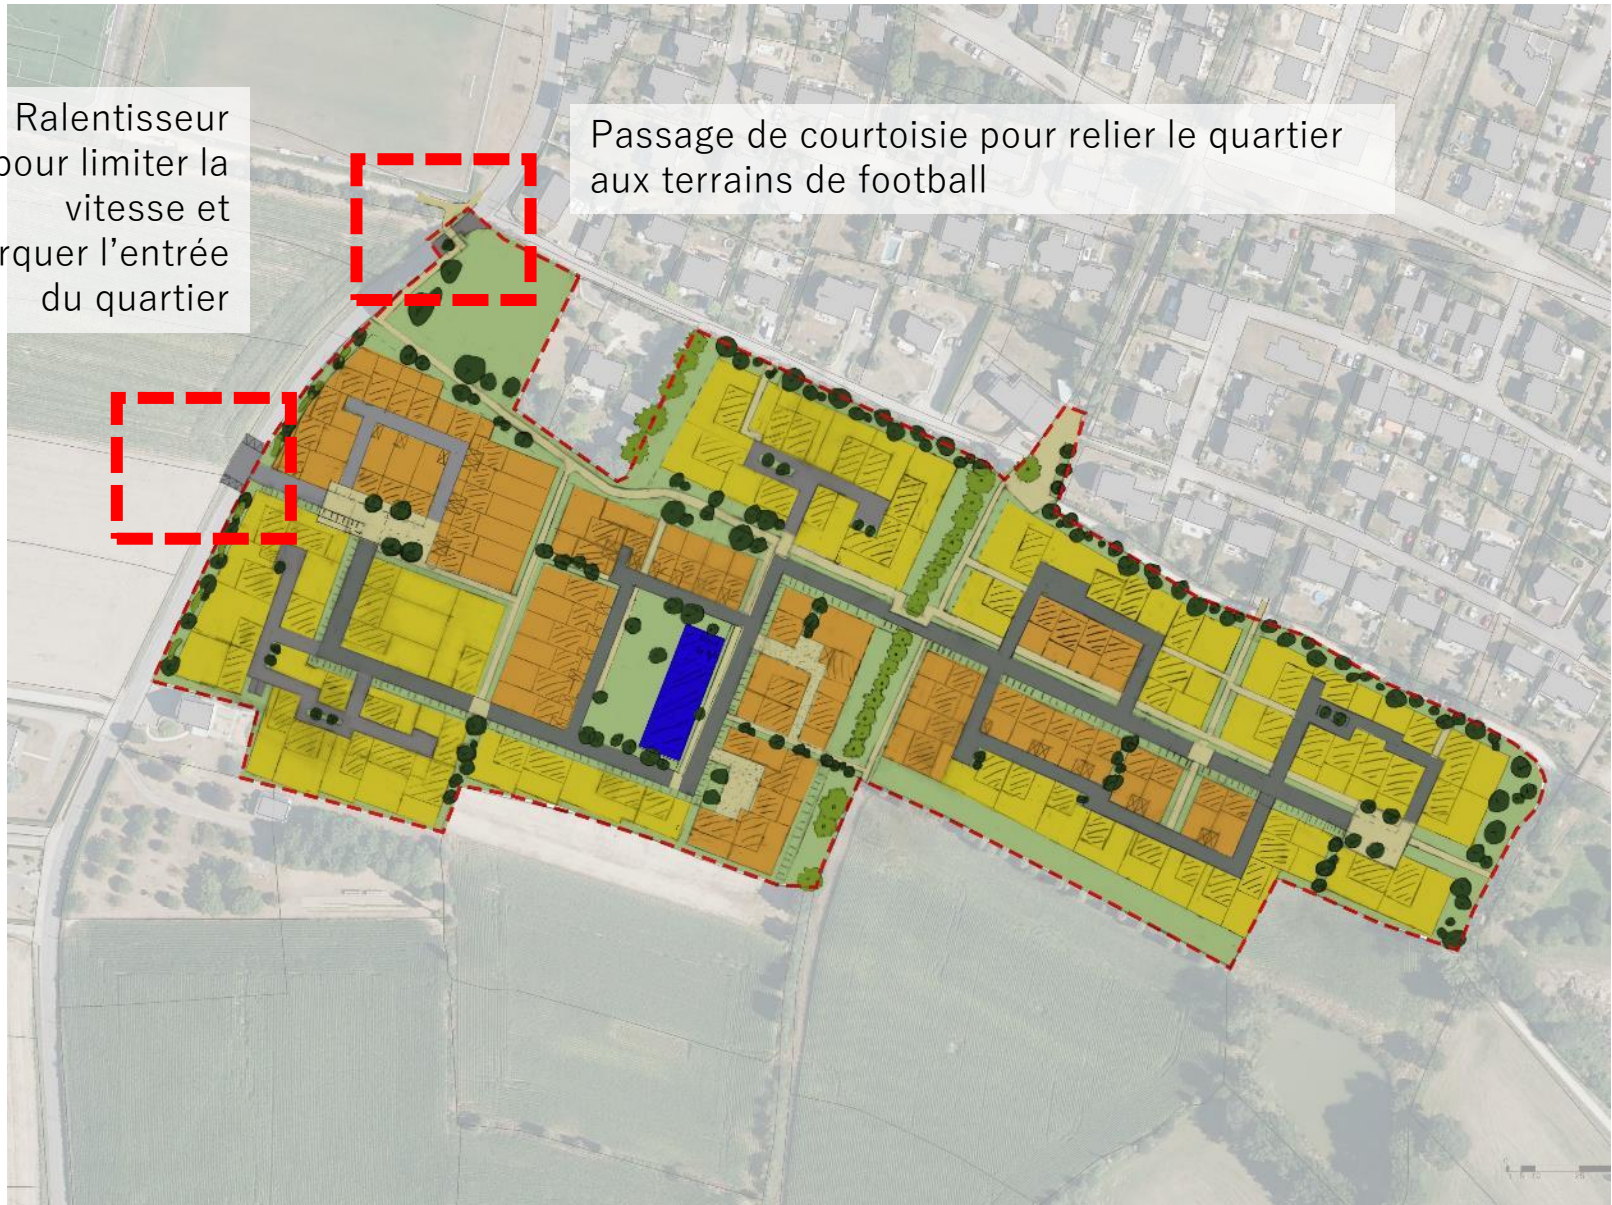 Ralentisseur
pour limiter la
vitesse et
rquer l’entrée
du quartier
Passage de courtoisie pour relier le quartier
aux terrains de football